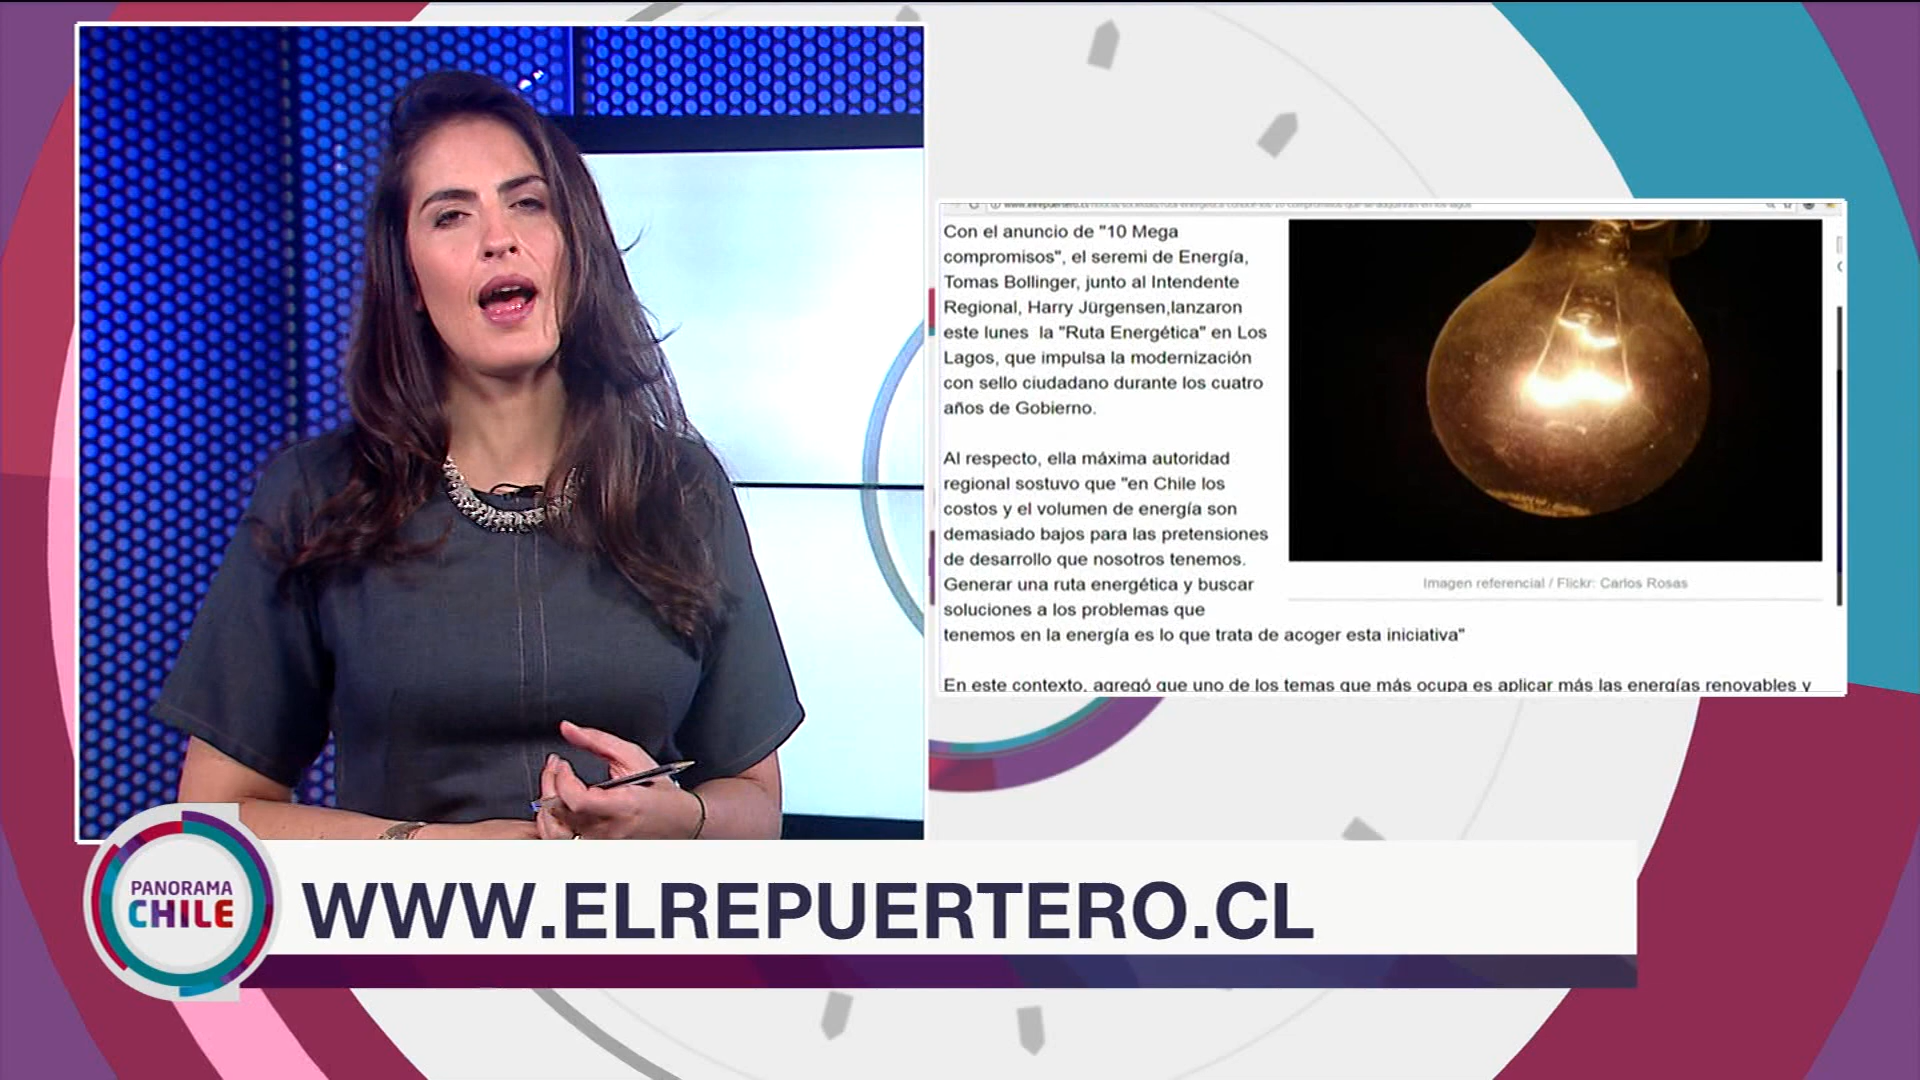 Con el anuncio de "10 Mega
compromisos", el seremi de Energía,
Tomas Bollinger, junto al Intendente
Regional, Harry Jürgensen,lanzaron
este lunes la "Ruta Energética" en Los
Lagos, que impulsa la modernización
con sello ciudadano durante los cuatro
años de Gobierno.
Al respecto, ella máxima autoridad
regional sostuvo que "en Chile los
costos y el volumen de energía son
demasiado bajos para las pretensiones
de desarrollo que nosotros tenemos.
Generar una ruta energética y buscar
soluciones a los problemas que
tenemos en la energía es lo que trata de acoger esta iniciativa"
En este contexto, agregó que uno de los temas que más ocupa es aplicar más las energías renovables y
Imagen referencial / Flickr: Carlos Rosas
PANORAMA
CHILE
WWW.ELREPUERTERO.CL